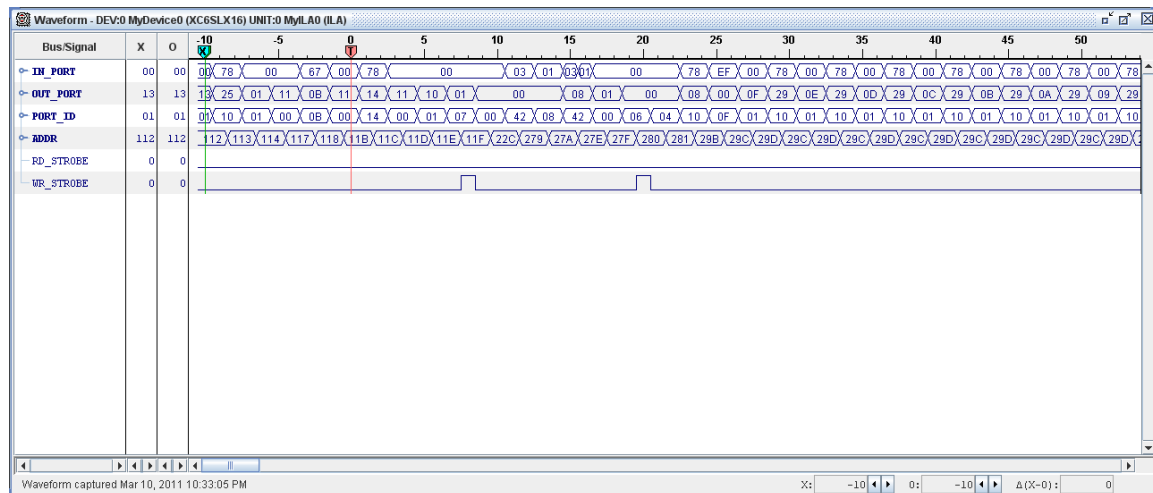 Waveform - DEV:0 MyDevice0 (XC6SLX16) UNIT:0 MyILA0 (ILA)
Bus/Signal X O -10 -5 0 5 10 15 20 25 30 35 40 45 50
X T
IN_PORT 00 00 00 78 00 67 00 78 00 03 01 03 01 00 78 EF 00 78 00 78 00 78 00 78 00 78 00 78 00 78
OUT_PORT 13 13 13 25 01 11 0B 11 14 11 10 01 00 08 01 00 08 00 0F 29 0E 29 0D 29 0C 29 0B 29 0A 29 09 29
PORT_ID 01 01 01 10 01 00 0B 00 14 00 01 07 00 42 08 42 00 06 04 10 0F 01 10 01 10 01 10 01 10 01 10 01 10 01 10
ADDR 112 112 112 113 114 117 118 11B 11C 11D 11E 11F 22C 279 27A 27E 27F 280 281 29B 29C 29D 29C 29D 29C 29D 29C 29D 29C 29D 29C 29D 29C 29D
RD_STROBE 0 0
WR_STROBE 0 0
Waveform captured Mar 10, 2011 10:33:05 PM X: -10 O: -10 Δ(X-O): 0